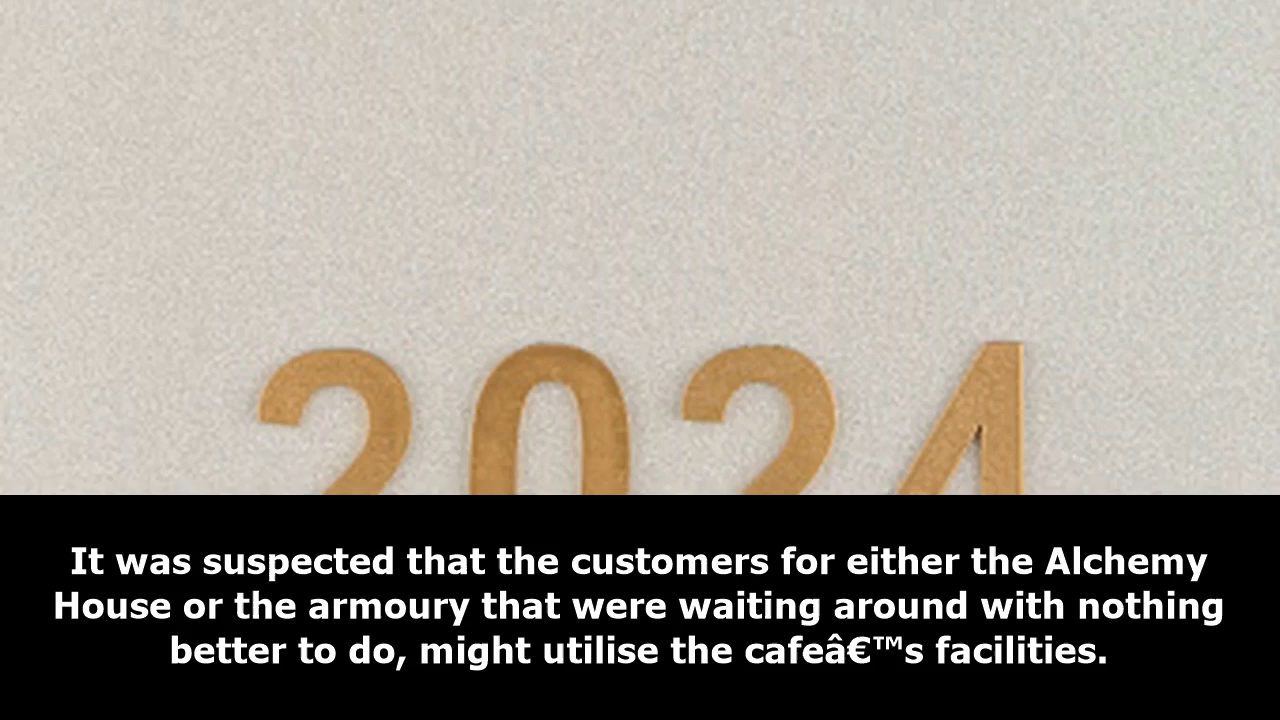 2024
It was suspected that the customers for either the Alchemy
House or the armoury that were waiting around with nothing
better to do, might utilise the cafeâ€™s facilities.